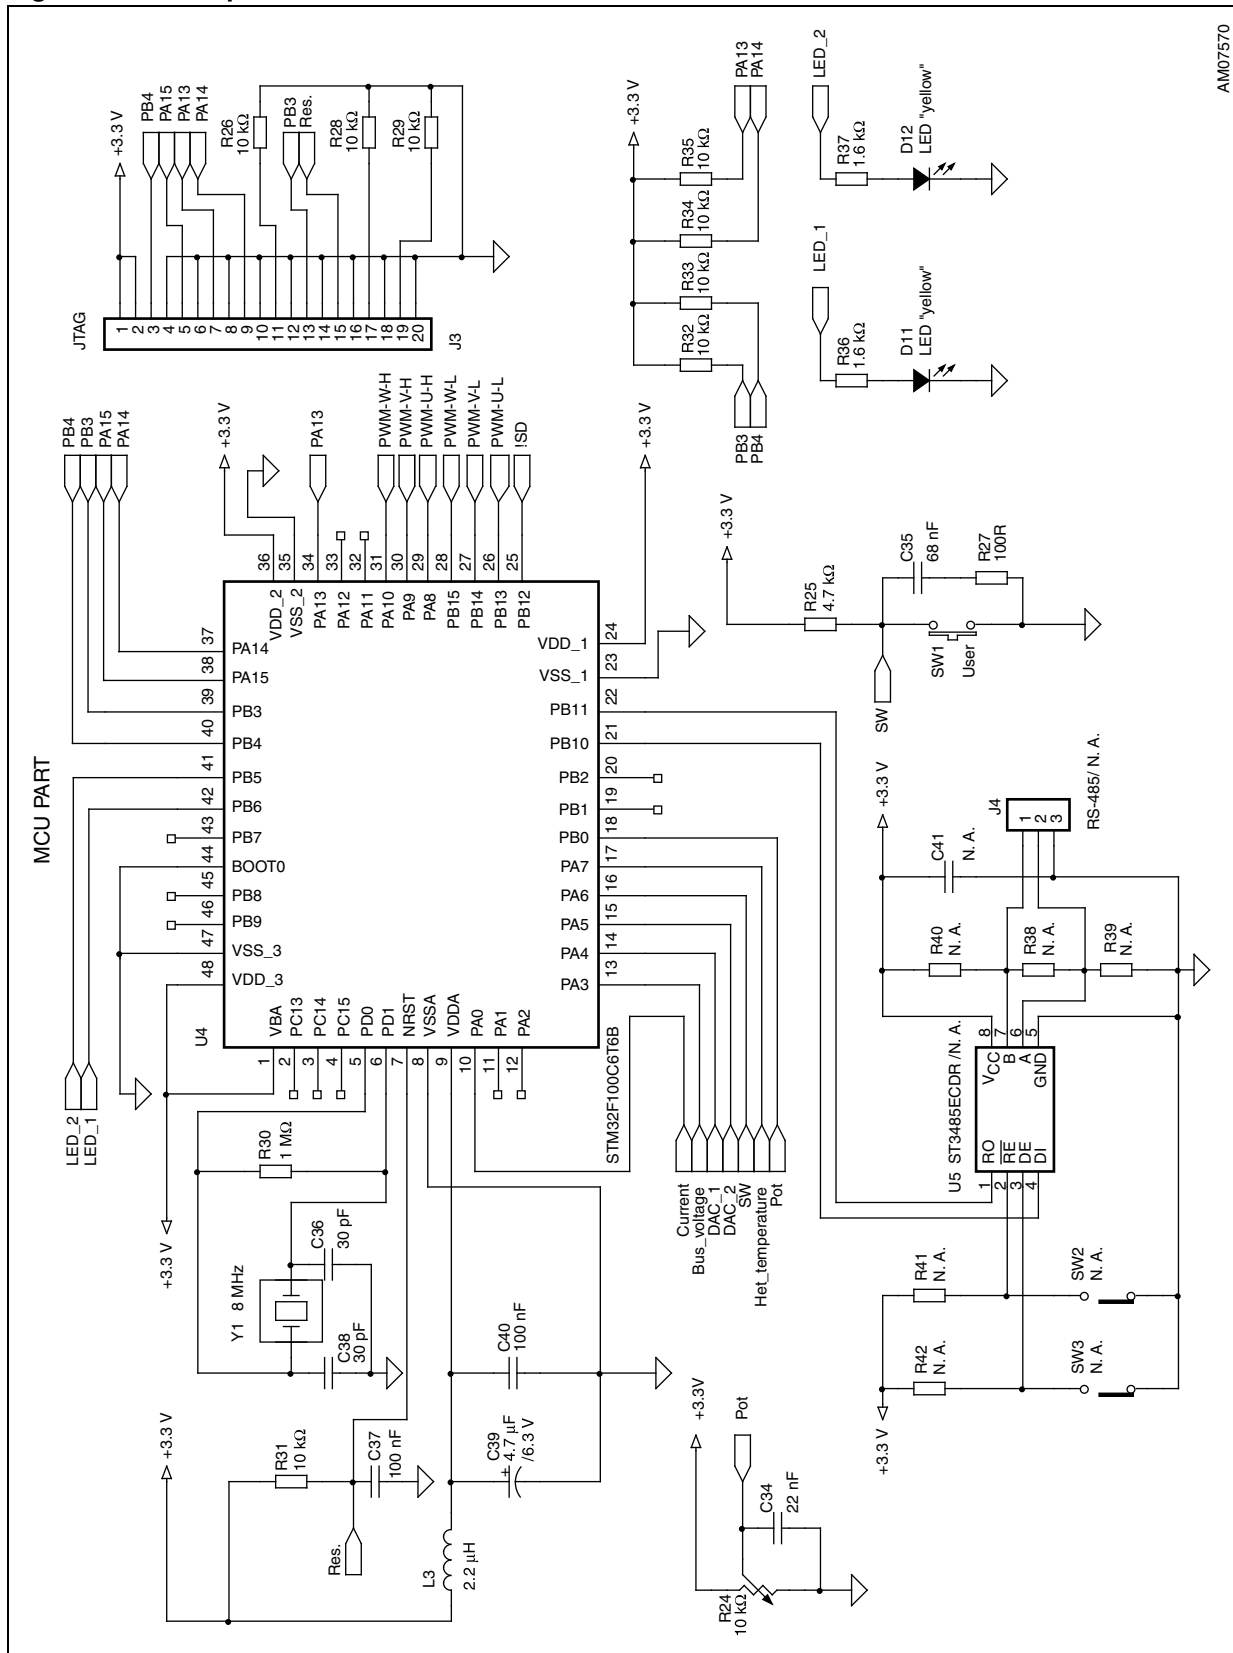 MCU PART
JTAG
1
2
3
4
5
6
7
8
9
10
11
12
13
14
15
16
17
18
19
20
J3
+3.3 V
PB4
PA15
PA13
PA14
R26
10 kΩ
PB3
Res.
R28
10 kΩ
R29
10 kΩ
+3.3 V
R32
10 kΩ
R33
10 kΩ
R34
10 kΩ
R35
10 kΩ
PA13
PA14
PB3
PB4
LED_1
R36
1.6 kΩ
D11
LED "yellow"
LED_2
R37
1.6 kΩ
D12
LED "yellow"
AM07570
PB4
PB3
PA15
PA14
+3.3 V
PA13
PWM-W-H
PWM-V-H
PWM-U-H
PWM-W-L
PWM-V-L
PWM-U-L
!SD
36 VDD_2
35 VSS_2
34 PA13
33 PA12
32 PA11
31 PA10
30 PA9
29 PA8
28 PB15
27 PB14
26 PB13
25 PB12
37 PA14
38 PA15
39 PB3
40 PB4
41 PB5
42 PB6
43 PB7
44 BOOT0
45 PB8
46 PB9
47 VSS_3
48 VDD_3
VDD_1 24
VSS_1 23
PB11 22
PB10 21
PB2 20
PB1 19
PB0 18
PA7 17
PA6 16
PA5 15
PA4 14
PA3 13
U4
VBA 1
PC13 2
PC14 3
PC15 4
PD0 5
PD1 6
NRST 7
VSSA 8
VDDA 9
PA0 10
PA1 11
PA2 12
STM32F100C6T6B
+3.3 V
LED_2
LED_1
+3.3 V
R30
1 MΩ
Y1 8 MHz
C36
30 pF
C38
30 pF
C40
100 nF
C39
+
4.7 µF
/6.3 V
+3.3 V
R31
10 kΩ
C37
100 nF
Res.
L3
2.2 µH
Current
Bus_voltage
DAC_1
DAC_2
SW
Het_temperature
Pot
+3.3V
Pot
C34
22 nF
R24
10 kΩ
+3.3 V
R25
4.7 kΩ
C35
68 nF
R27
100R
SW
SW1
User
+3.3 V
C41
N. A.
J4
1
2
3
RS-485/ N. A.
R40
N. A.
R38
N. A.
R39
N. A.
U5 ST3485ECDR /N. A.
1 RO
2 RE
3 DE
4 DI
VCC 8
B 7
A 6
GND 5
R41
N. A.
R42
N. A.
+3.3 V
SW2
N. A.
SW3
N. A.